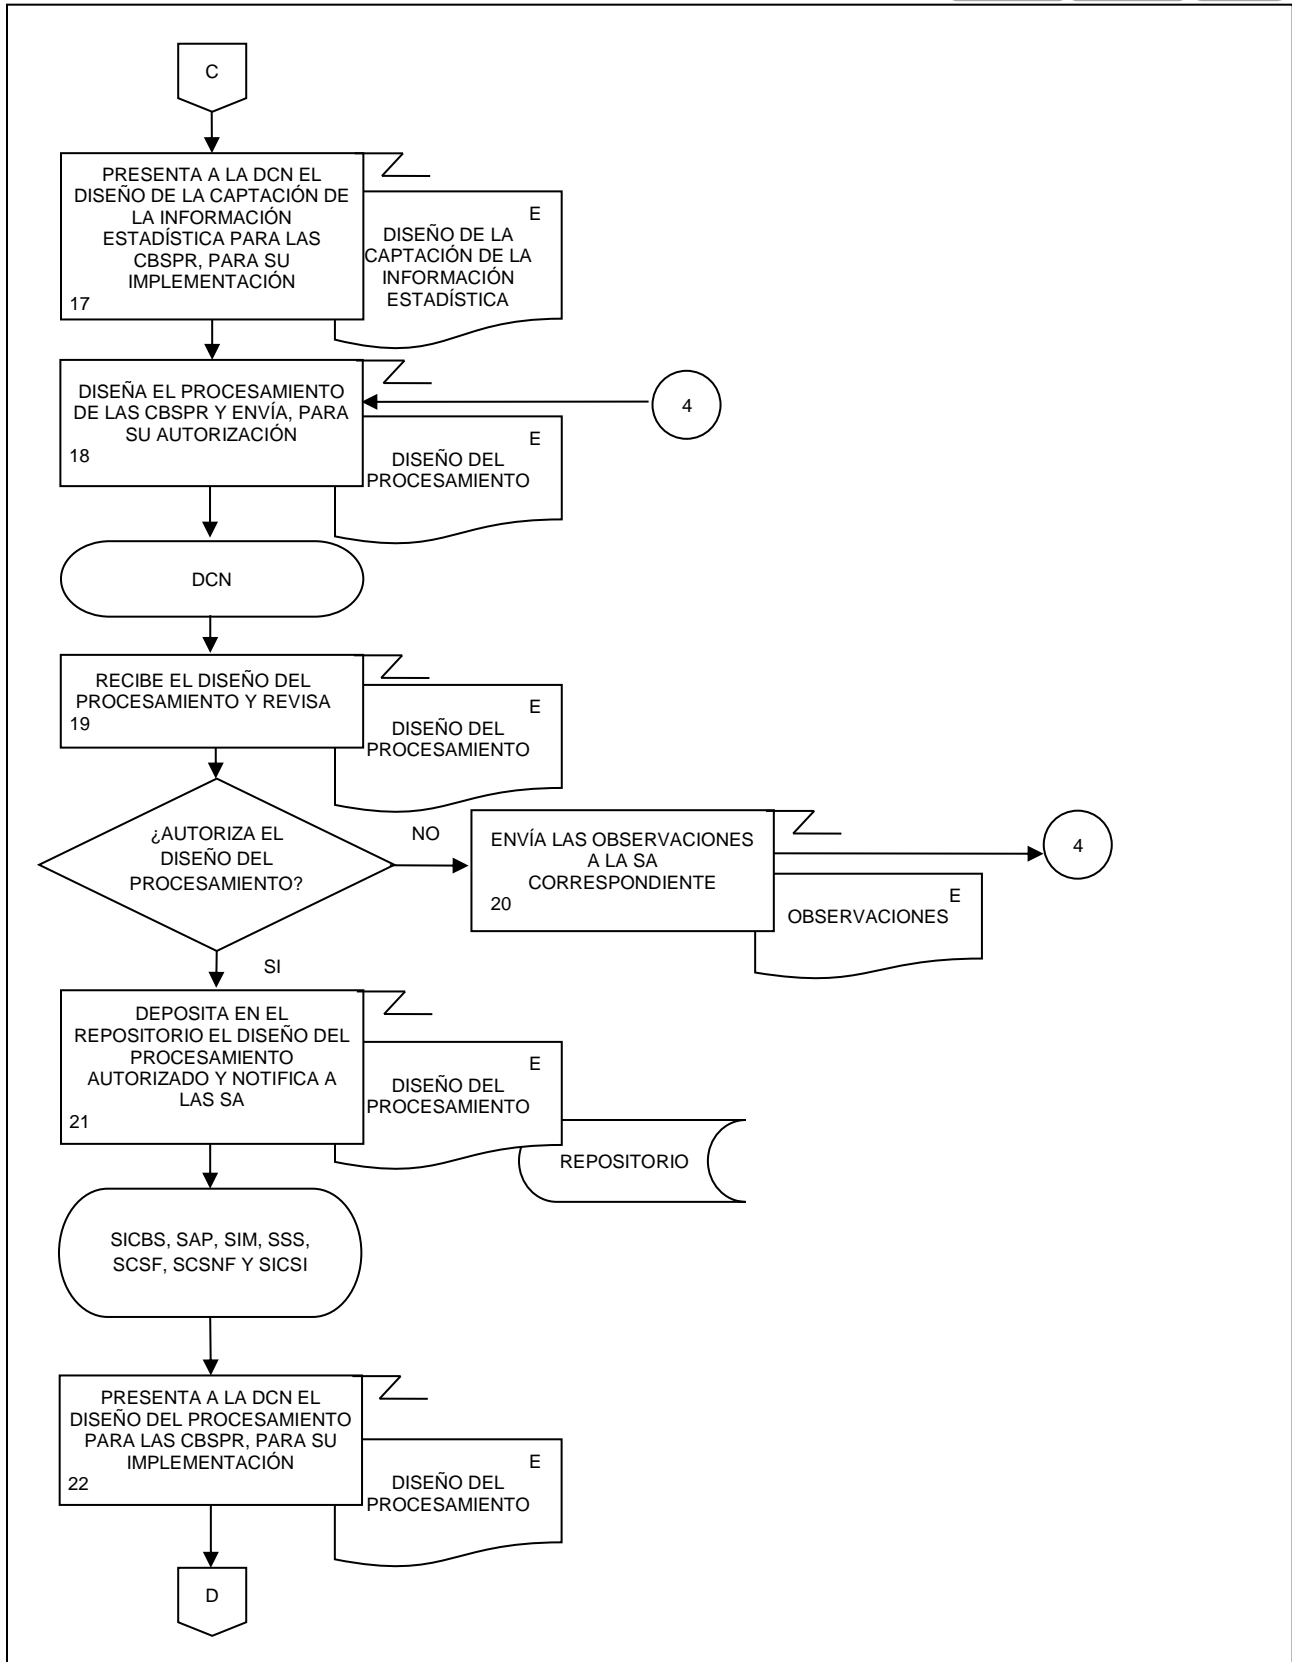 C
PRESENTA A LA DCN EL
DISEÑO DE LA CAPTACIÓN DE
LA INFORMACIÓN
ESTADÍSTICA PARA LAS
CBSPR, PARA SU
IMPLEMENTACIÓN
17
E
DISEÑO DE LA
CAPTACIÓN DE LA
INFORMACIÓN
ESTADÍSTICA
DISEÑA EL PROCESAMIENTO
DE LAS CBSPR Y ENVÍA, PARA
SU AUTORIZACIÓN
18
4
E
DISEÑO DEL
PROCESAMIENTO
DCN
RECIBE EL DISEÑO DEL
PROCESAMIENTO Y REVISA
19
E
DISEÑO DEL
PROCESAMIENTO
¿AUTORIZA EL
DISEÑO DEL
PROCESAMIENTO?
NO
ENVÍA LAS OBSERVACIONES
A LA SA
CORRESPONDIENTE
20
4
E
OBSERVACIONES
SI
DEPOSITA EN EL
REPOSITORIO EL DISEÑO DEL
PROCESAMIENTO
AUTORIZADO Y NOTIFICA A
LAS SA
21
E
DISEÑO DEL
PROCESAMIENTO
REPOSITORIO
SICBS, SAP, SIM, SSS,
SCSF, SCSNF Y SICSI
PRESENTA A LA DCN EL
DISEÑO DEL PROCESAMIENTO
PARA LAS CBSPR, PARA SU
IMPLEMENTACIÓN
22
E
DISEÑO DEL
PROCESAMIENTO
D